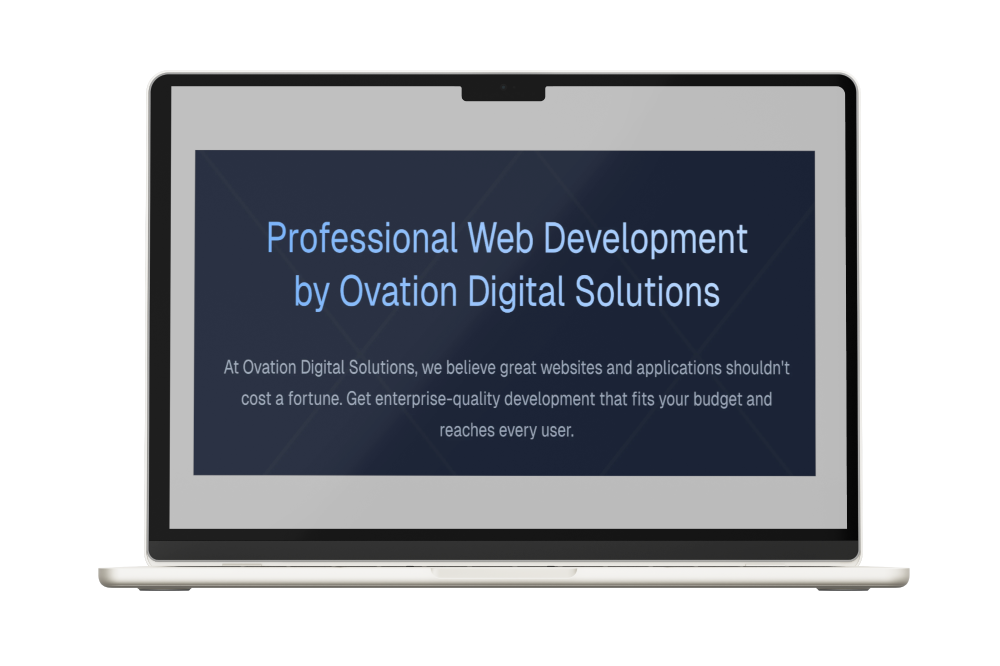 Professional Web Development
by Ovation Digital Solutions
At Ovation Digital Solutions, we believe great websites and applications shouldn't
cost a fortune. Get enterprise-quality development that fits your budget and
reaches every user.